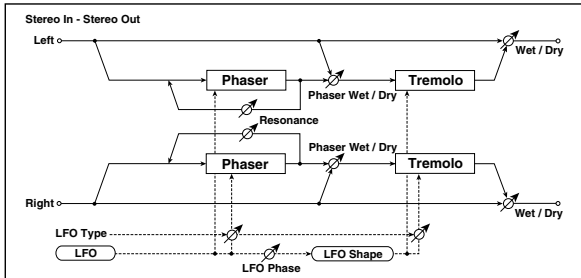 Stereo In - Stereo Out
Left
Wet / Dry
Phaser
Phaser Wet / Dry
Tremolo
Resonance
Phaser
Phaser Wet / Dry
Tremolo
Right
Wet / Dry
LFO Type
LFO
LFO Phase
LFO Shape